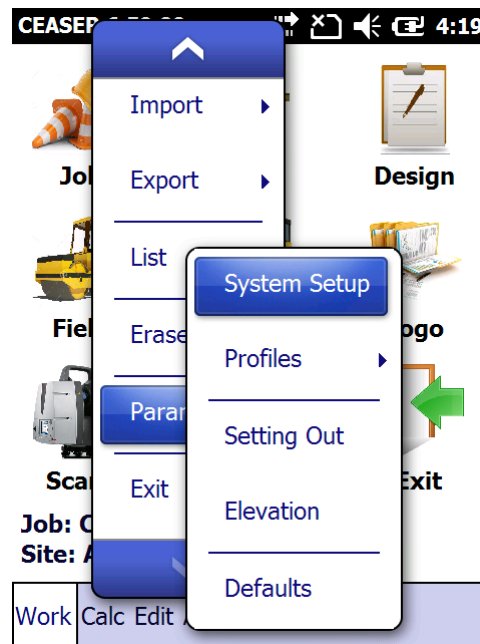 CEASER 4:19
Import
Export
List
Erase
Param
Exit
System Setup
Profiles
Setting Out
Elevation
Defaults
Design
Exit
Job:
Site:
Work Calc Edit